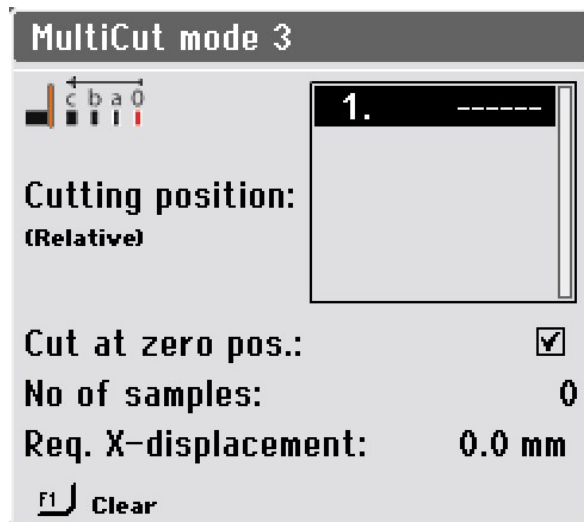 MultiCut mode 3
c b a 0
1. ------
Cutting position:
(Relative)
Cut at zero pos.:
No of samples: 0
Req. X-displacement: 0.0 mm
F1 Clear